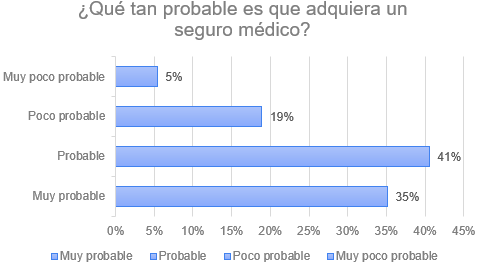 ¿Qué tan probable es que adquiera un
seguro médico?
Muy poco probable
5%
Poco probable
19%
Probable
41%
Muy probable
35%
0% 5% 10% 15% 20% 25% 30% 35% 40% 45%
Muy probable Probable Poco probable Muy poco probable